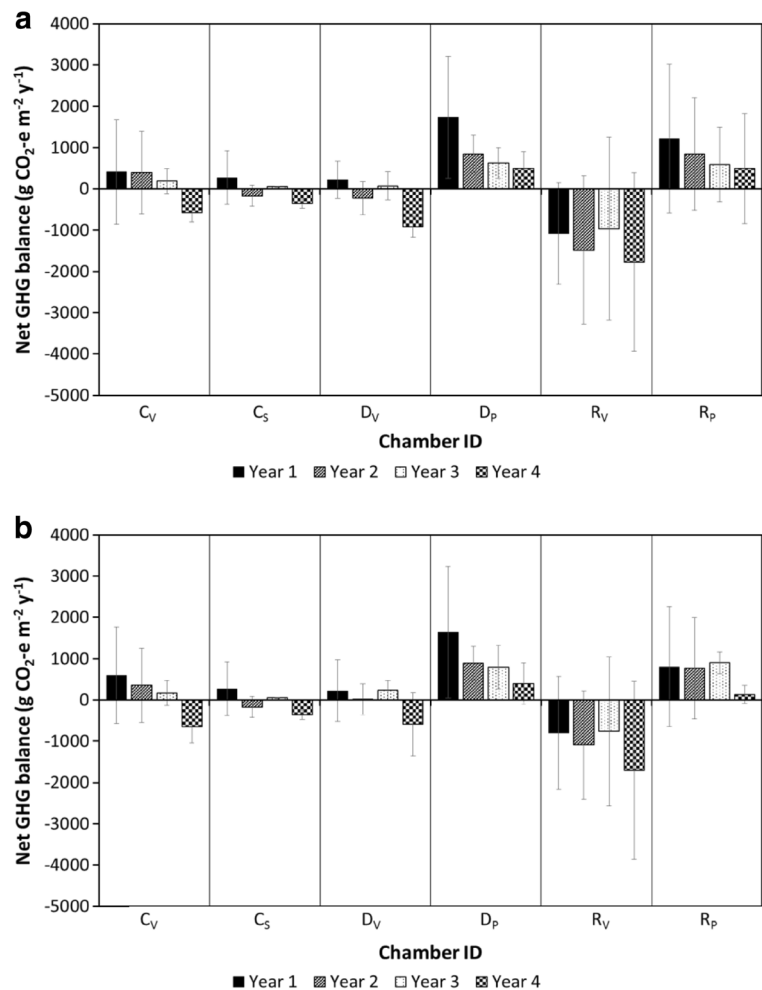 a
Net GHG balance (g CO₂-e m⁻² y⁻¹)
4000
3000
2000
1000
0
-1000
-2000
-3000
-4000
-5000
Cᵥ Cₛ Dᵥ Dₚ Rᵥ Rₚ
Chamber ID
Year 1 Year 2 Year 3 Year 4
b
Net GHG balance (g CO₂-e m⁻² y⁻¹)
4000
3000
2000
1000
0
-1000
-2000
-3000
-4000
-5000
Cᵥ Cₛ Dᵥ Dₚ Rᵥ Rₚ
Chamber ID
Year 1 Year 2 Year 3 Year 4